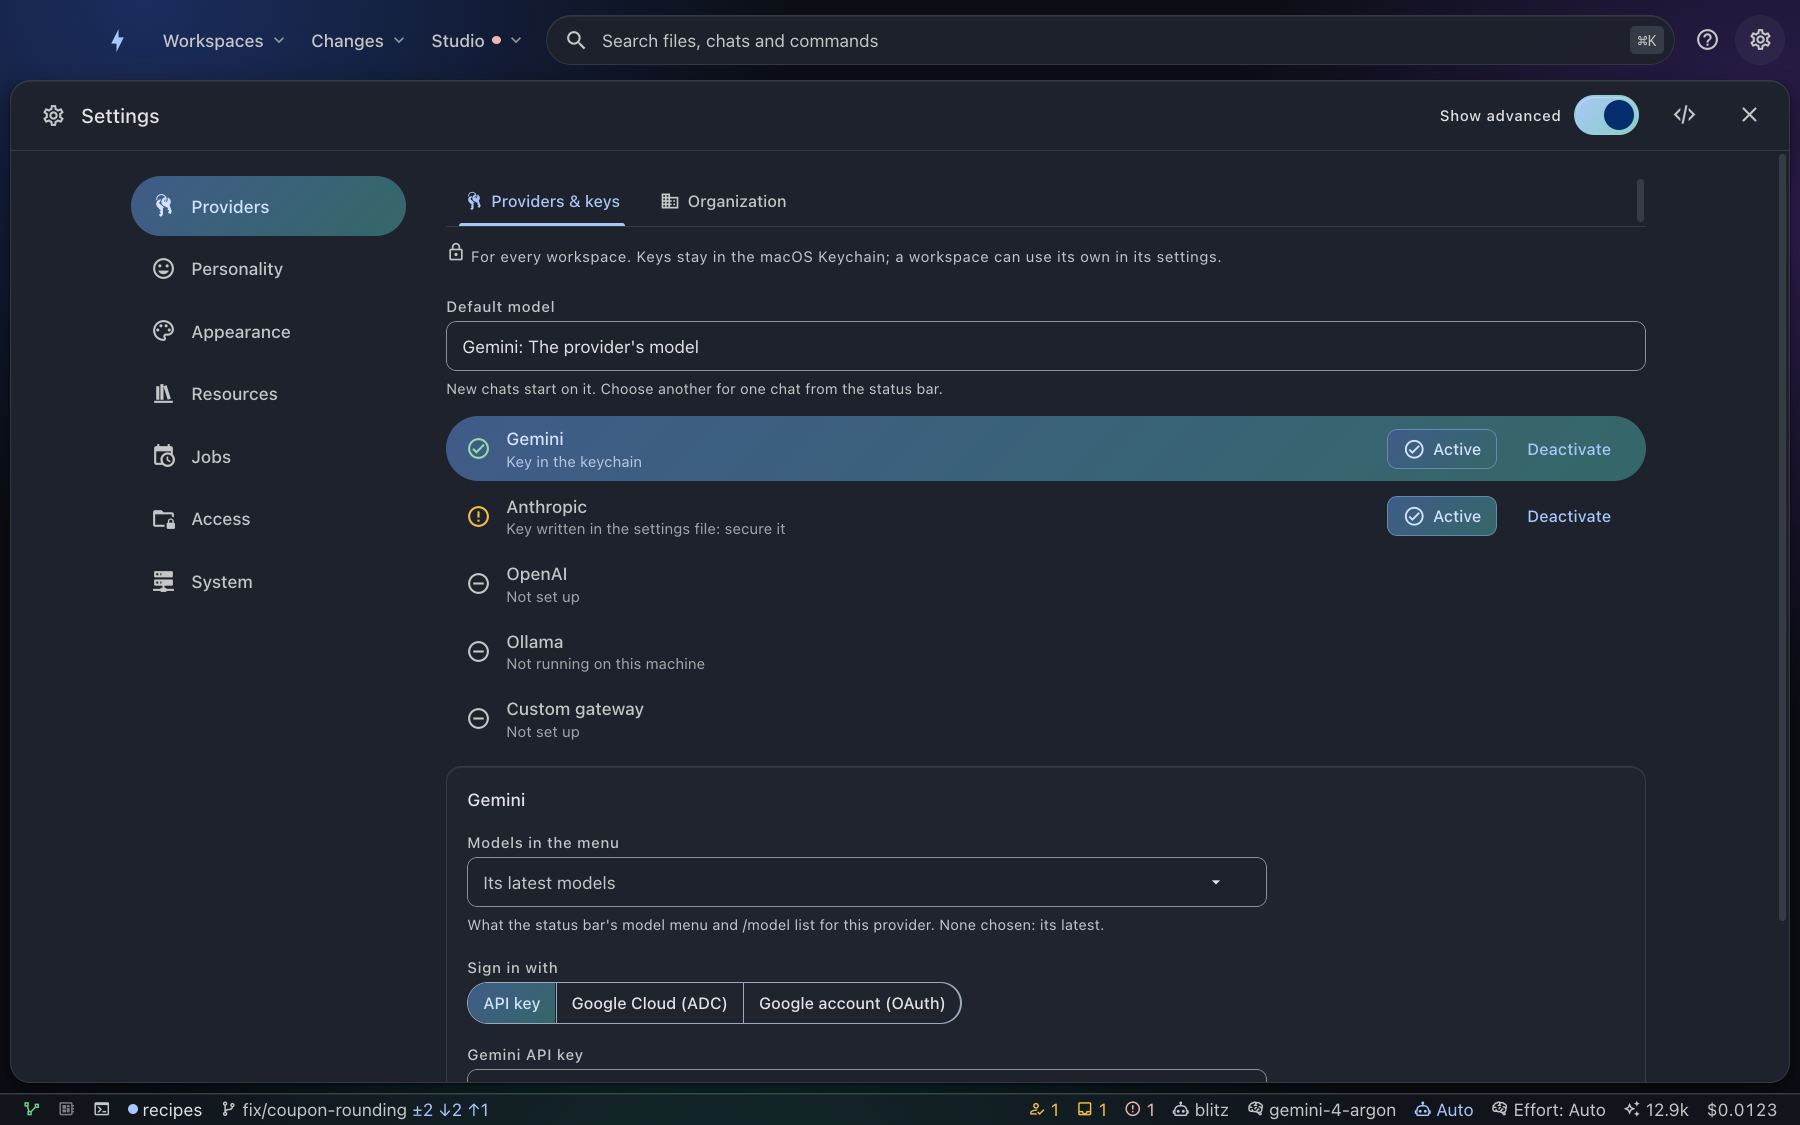 Workspaces
Changes
Studio
Search files, chats and commands
⌘K
Settings
Show advanced
Providers
Personality
Appearance
Resources
Jobs
Access
System
Providers & keys
Organization
For every workspace. Keys stay in the macOS Keychain; a workspace can use its own in its settings.
Default model
Gemini: The provider's model
New chats start on it. Choose another for one chat from the status bar.
Gemini
Key in the keychain
Active
Deactivate
Anthropic
Key written in the settings file: secure it
Active
Deactivate
OpenAI
Not set up
Ollama
Not running on this machine
Custom gateway
Not set up
Gemini
Models in the menu
Its latest models
What the status bar's model menu and /model list for this provider. None chosen: its latest.
Sign in with
API key
Google Cloud (ADC)
Google account (OAuth)
Gemini API key
recipes
fix/coupon-rounding ±2 ↓2 ↑1
1
1
1
blitz
gemini-4-argon
Auto
Effort: Auto
12.9k
$0.0123